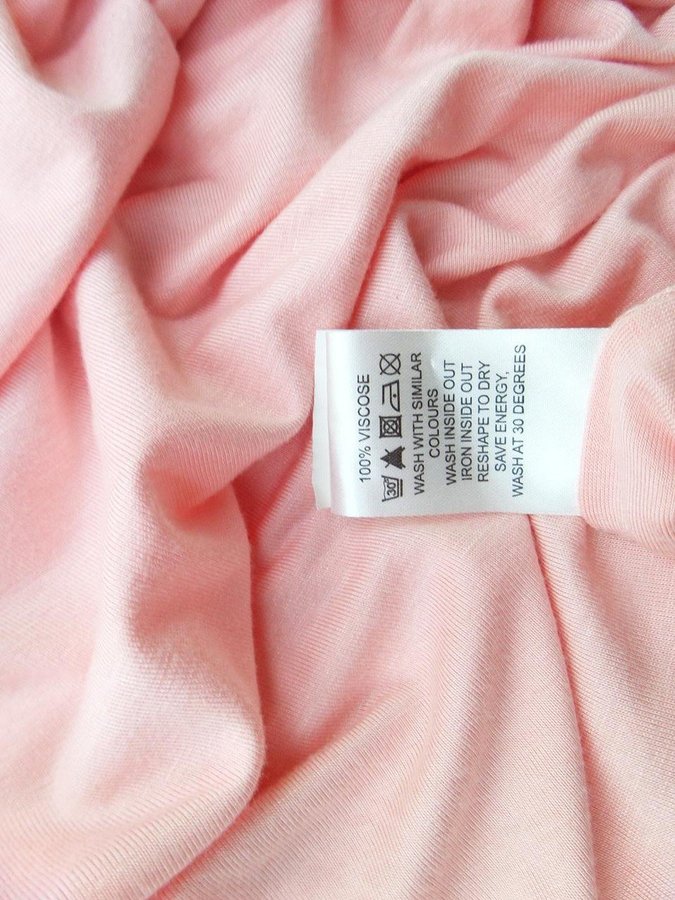 100% VISCOSE
30°
WASH WITH SIMILAR
COLOURS
WASH INSIDE OUT
IRON INSIDE OUT
RESHAPE TO DRY
SAVE ENERGY,
WASH AT 30 DEGREES